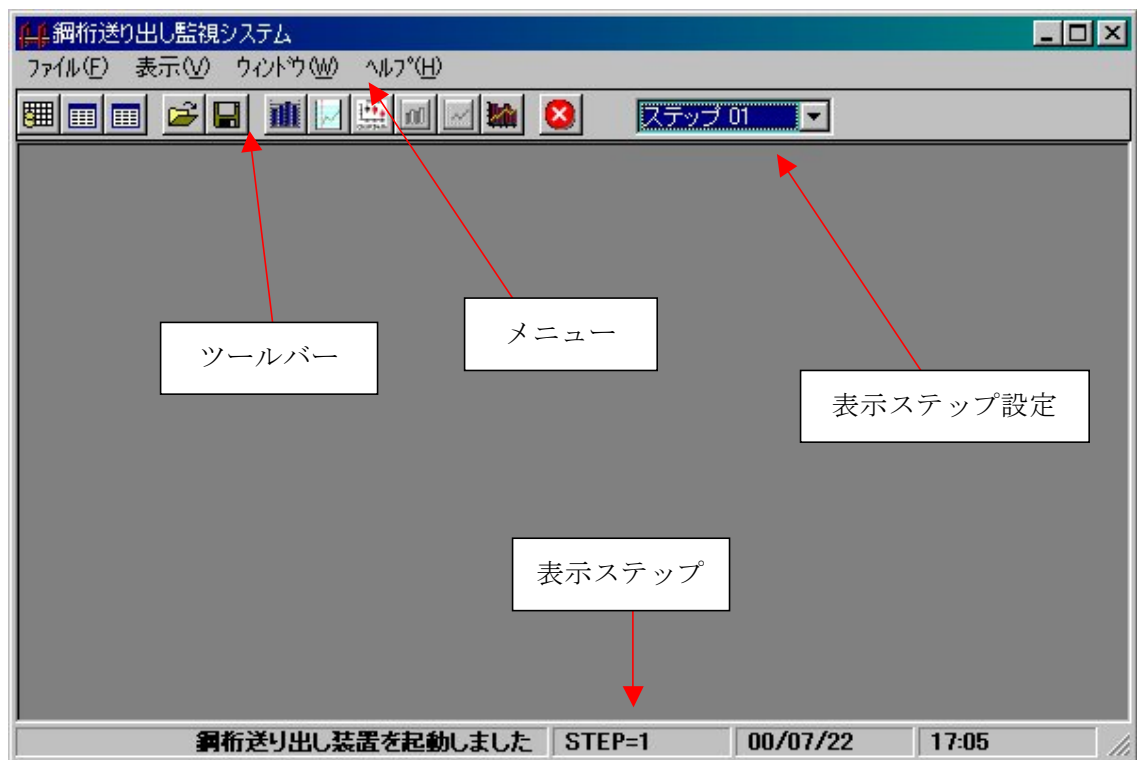 鋼桁送り出し監視システム
ファイル(F) 表示(V) ウィンドウ(W) ヘルプ(H)
ステップ 01
ツールバー
メニュー
表示ステップ設定
表示ステップ
鋼桁送り出し装置を起動しました STEP=1 00/07/22 17:05